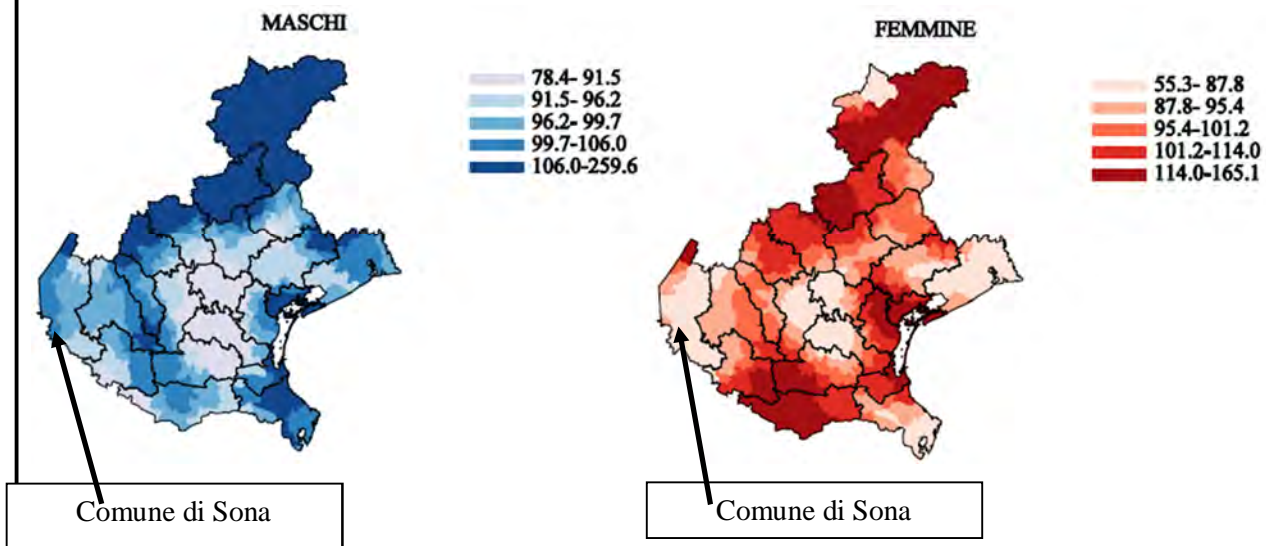 MASCHI
78.4- 91.5
91.5- 96.2
96.2- 99.7
99.7-106.0
106.0-259.6
Comune di Sona
FEMMINE
55.3- 87.8
87.8- 95.4
95.4-101.2
101.2-114.0
114.0-165.1
Comune di Sona